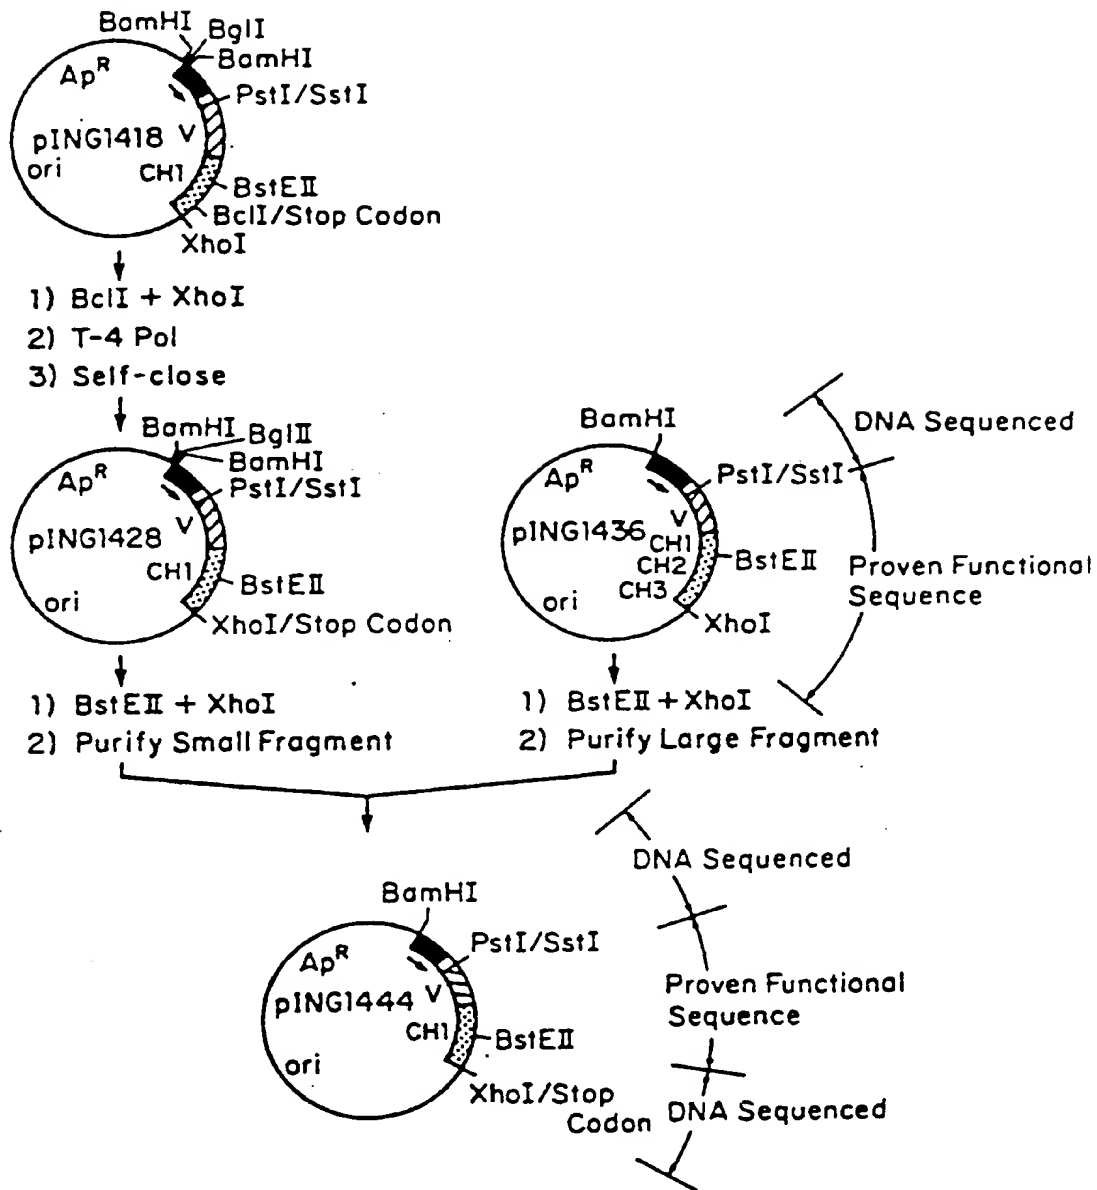 BamHI
BglI
BamHI
Ap^R
PstI/SstI
pING1418
V
ori
CH1
BstEII
BclI/Stop Codon
XhoI
1) BclI + XhoI
2) T-4 Pol
3) Self-close
BamHI
BglII
BamHI
Ap^R
PstI/SstI
V
pING1428
CH1
BstEII
ori
XhoI/Stop Codon
1) BstEII + XhoI
2) Purify Small Fragment
BamHI
Ap^R
PstI/SstI
V
pING1436
CH1
CH2
CH3
BstEII
ori
XhoI
DNA Sequenced
Proven Functional
Sequence
1) BstEII + XhoI
2) Purify Large Fragment
BamHI
Ap^R
PstI/SstI
pING1444
V
CH1
BstEII
ori
XhoI/Stop
Codon
DNA Sequenced
Proven Functional
Sequence
DNA Sequenced